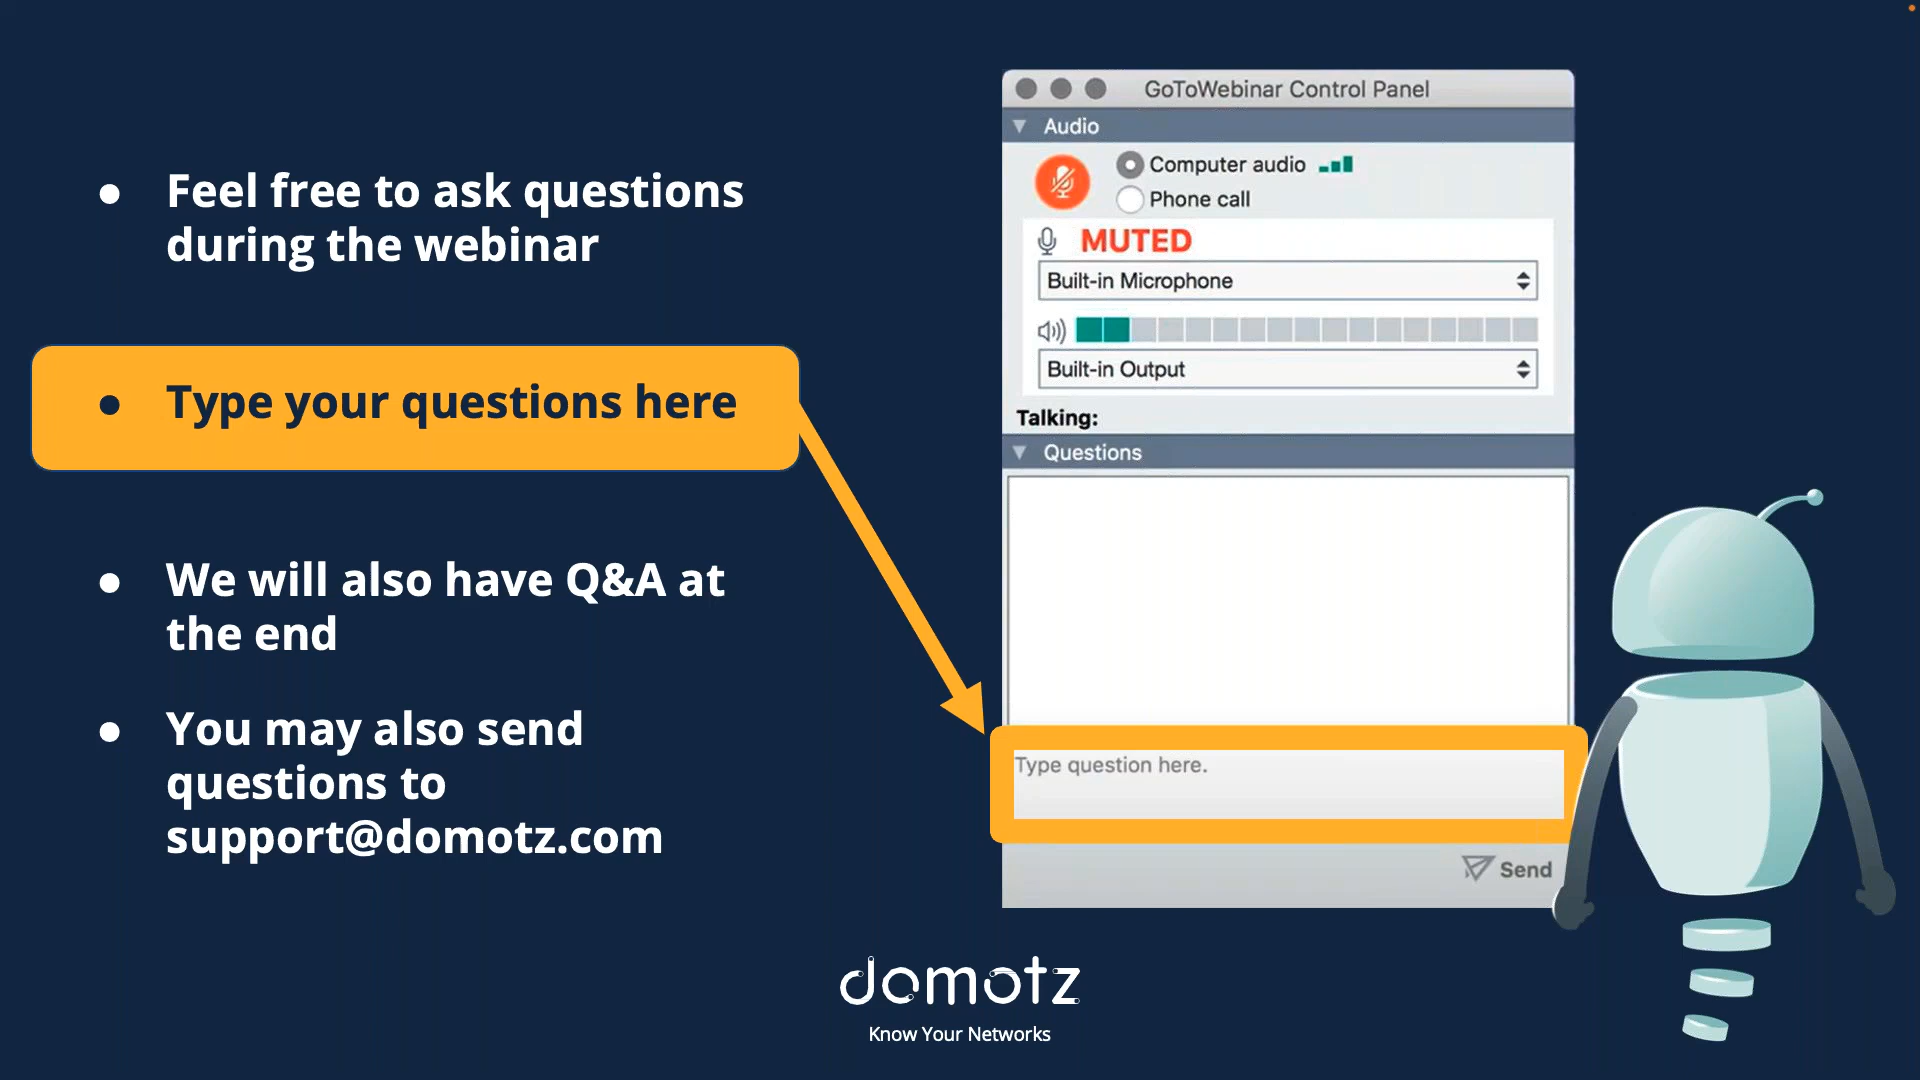 ● Feel free to ask questions
during the webinar
● Type your questions here
● We will also have Q&A at
the end
● You may also send
questions to
support@domotz.com
GoToWebinar Control Panel
Audio
Computer audio
Phone call
MUTED
Built-in Microphone
Built-in Output
Talking:
Questions
Type question here.
Send
domotz
Know Your Networks